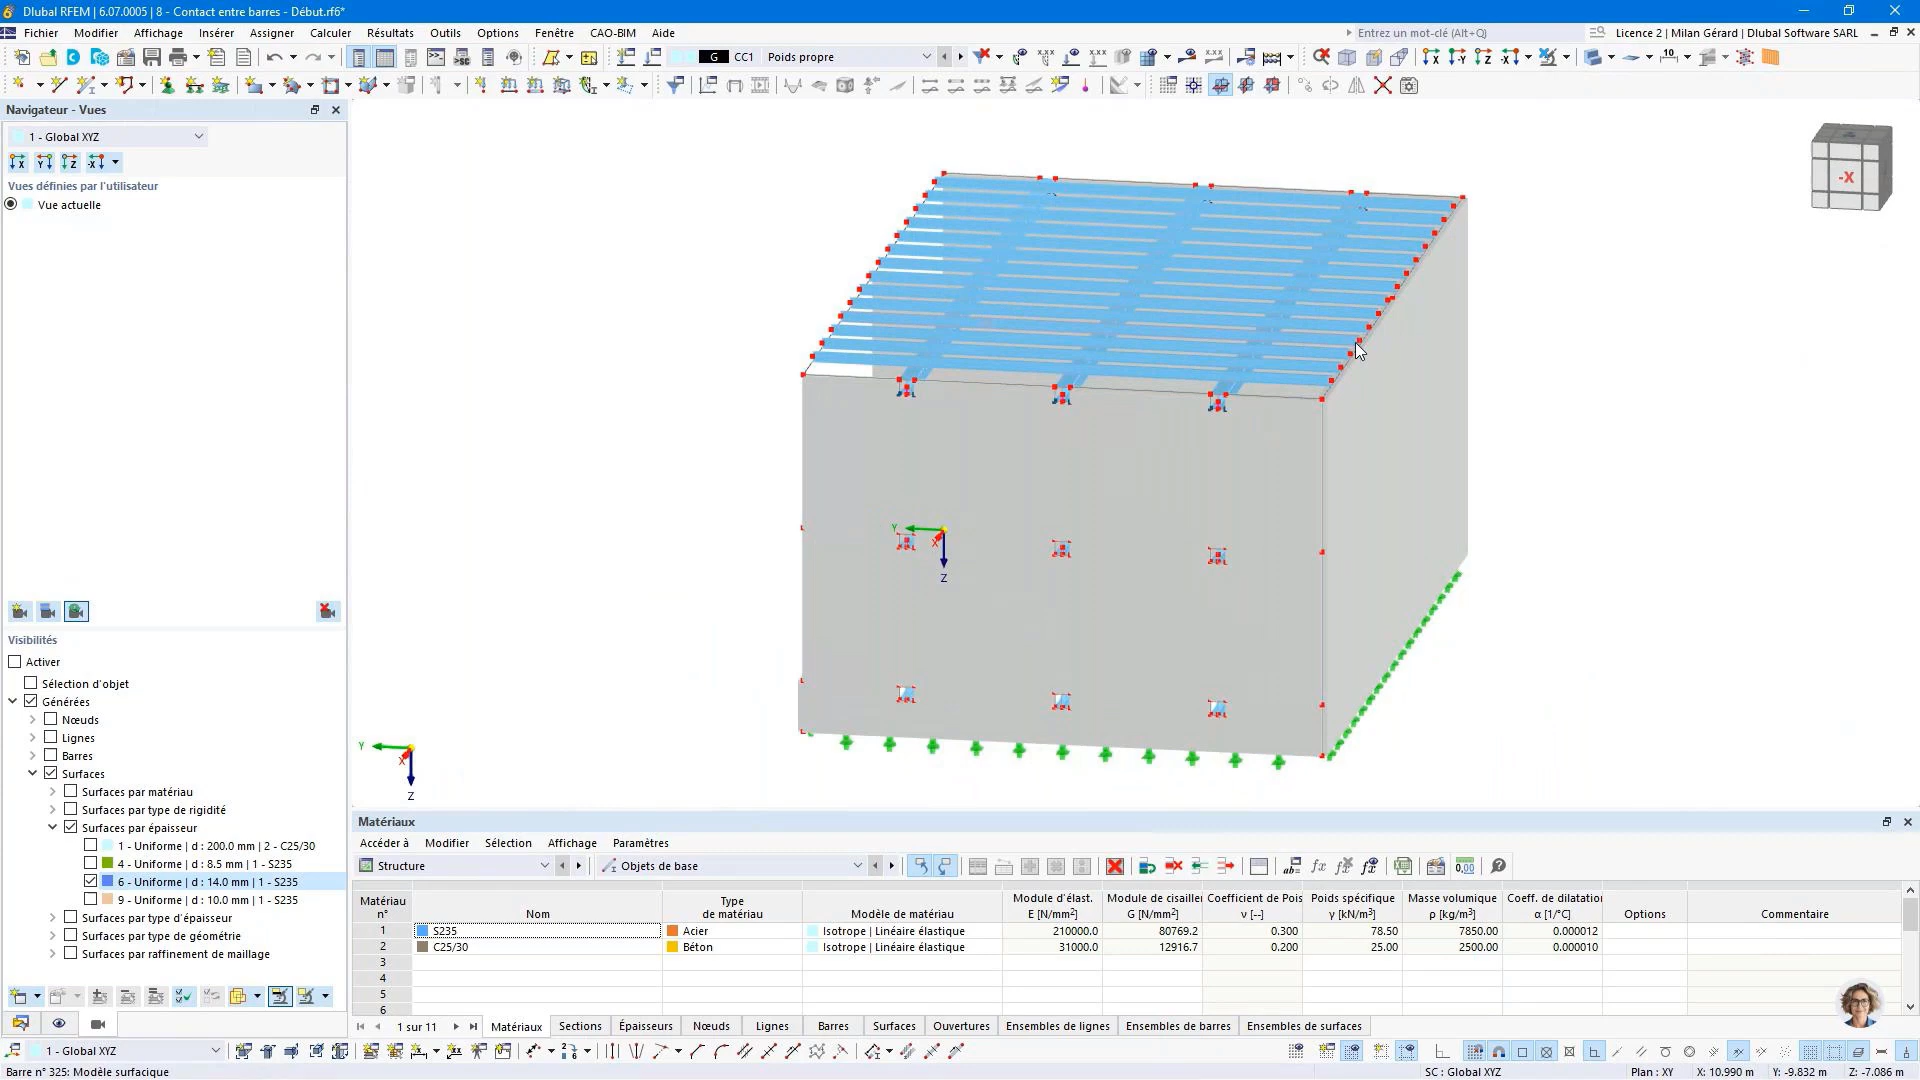 Dlubal RFEM | 6.07.0005 | 8 - Contact entre barres - Début.rf6*
Fichier Modifier Affichage Insérer Assigner Calculer Résultats Outils Options Fenêtre CAO-BIM Aide
Entrez un mot-clé (Alt+Q)
Licence 2 | Milan Gérard | Dlubal Software SARL
G CC1 Poids propre
Navigateur - Vues
1 - Global XYZ
Vues définies par l'utilisateur
Vue actuelle
-X
Y
X
Z
Visibilités
Activer
Sélection d'objet
Générées
Nœuds
Lignes
Barres
Surfaces
Surfaces par matériau
Surfaces par type de rigidité
Surfaces par épaisseur
1 - Uniforme | d : 200.0 mm | 2 - C25/30
4 - Uniforme | d : 8.5 mm | 1 - S235
6 - Uniforme | d : 14.0 mm | 1 - S235
9 - Uniforme | d : 10.0 mm | 1 - S235
Surfaces par type d'épaisseur
Surfaces par type de géométrie
Surfaces par raffinement de maillage
Y
X
Z
Matériaux
Accéder à Modifier Sélection Affichage Paramètres
Structure Objets de base
Matériau n° Nom Type de matériau Modèle de matériau Module d'élast. E [N/mm²] Module de cisailler G [N/mm²] Coefficient de Pois ν [--] Poids spécifique γ [kN/m³] Masse volumique ρ [kg/m³] Coeff. de dilatation α [1/°C] Options Commentaire
1 S235 Acier Isotrope | Linéaire élastique 210000.0 80769.2 0.300 78.50 7850.00 0.000012
2 C25/30 Béton Isotrope | Linéaire élastique 31000.0 12916.7 0.200 25.00 2500.00 0.000010
3
4
5
6
1 sur 11 Matériaux Sections Épaisseurs Nœuds Lignes Barres Surfaces Ouvertures Ensembles de lignes Ensembles de barres Ensembles de surfaces
1 - Global XYZ
Barre n° 325: Modèle surfacique
SC : Global XYZ Plan : XY X: 10.990 m Y: -9.832 m Z: -7.086 m